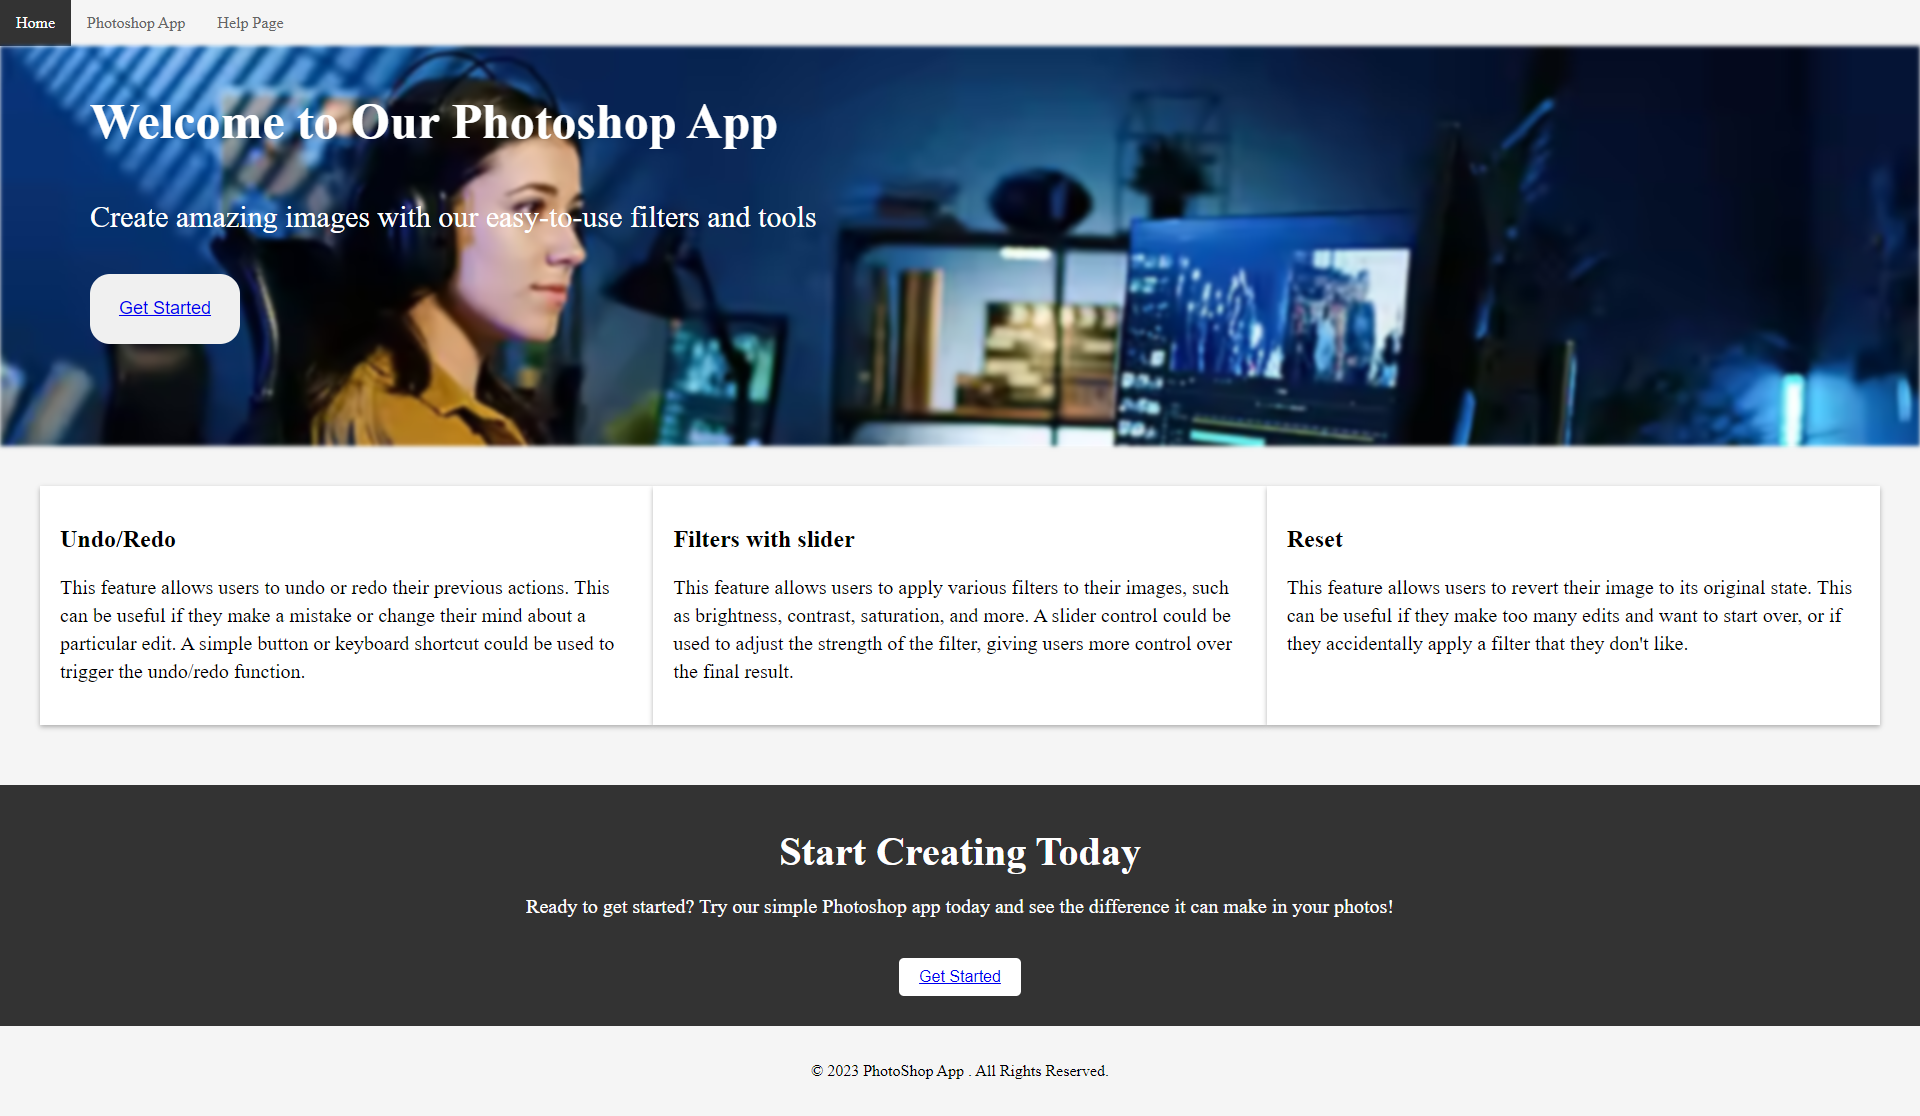 Home Photoshop App Help Page
Welcome to Our Photoshop App
Create amazing images with our easy-to-use filters and tools
Get Started
Undo/Redo
This feature allows users to undo or redo their previous actions. This
can be useful if they make a mistake or change their mind about a
particular edit. A simple button or keyboard shortcut could be used to
trigger the undo/redo function.
Filters with slider
This feature allows users to apply various filters to their images, such
as brightness, contrast, saturation, and more. A slider control could be
used to adjust the strength of the filter, giving users more control over
the final result.
Reset
This feature allows users to revert their image to its original state. This
can be useful if they make too many edits and want to start over, or if
they accidentally apply a filter that they don't like.
Start Creating Today
Ready to get started? Try our simple Photoshop app today and see the difference it can make in your photos!
Get Started
© 2023 PhotoShop App . All Rights Reserved.